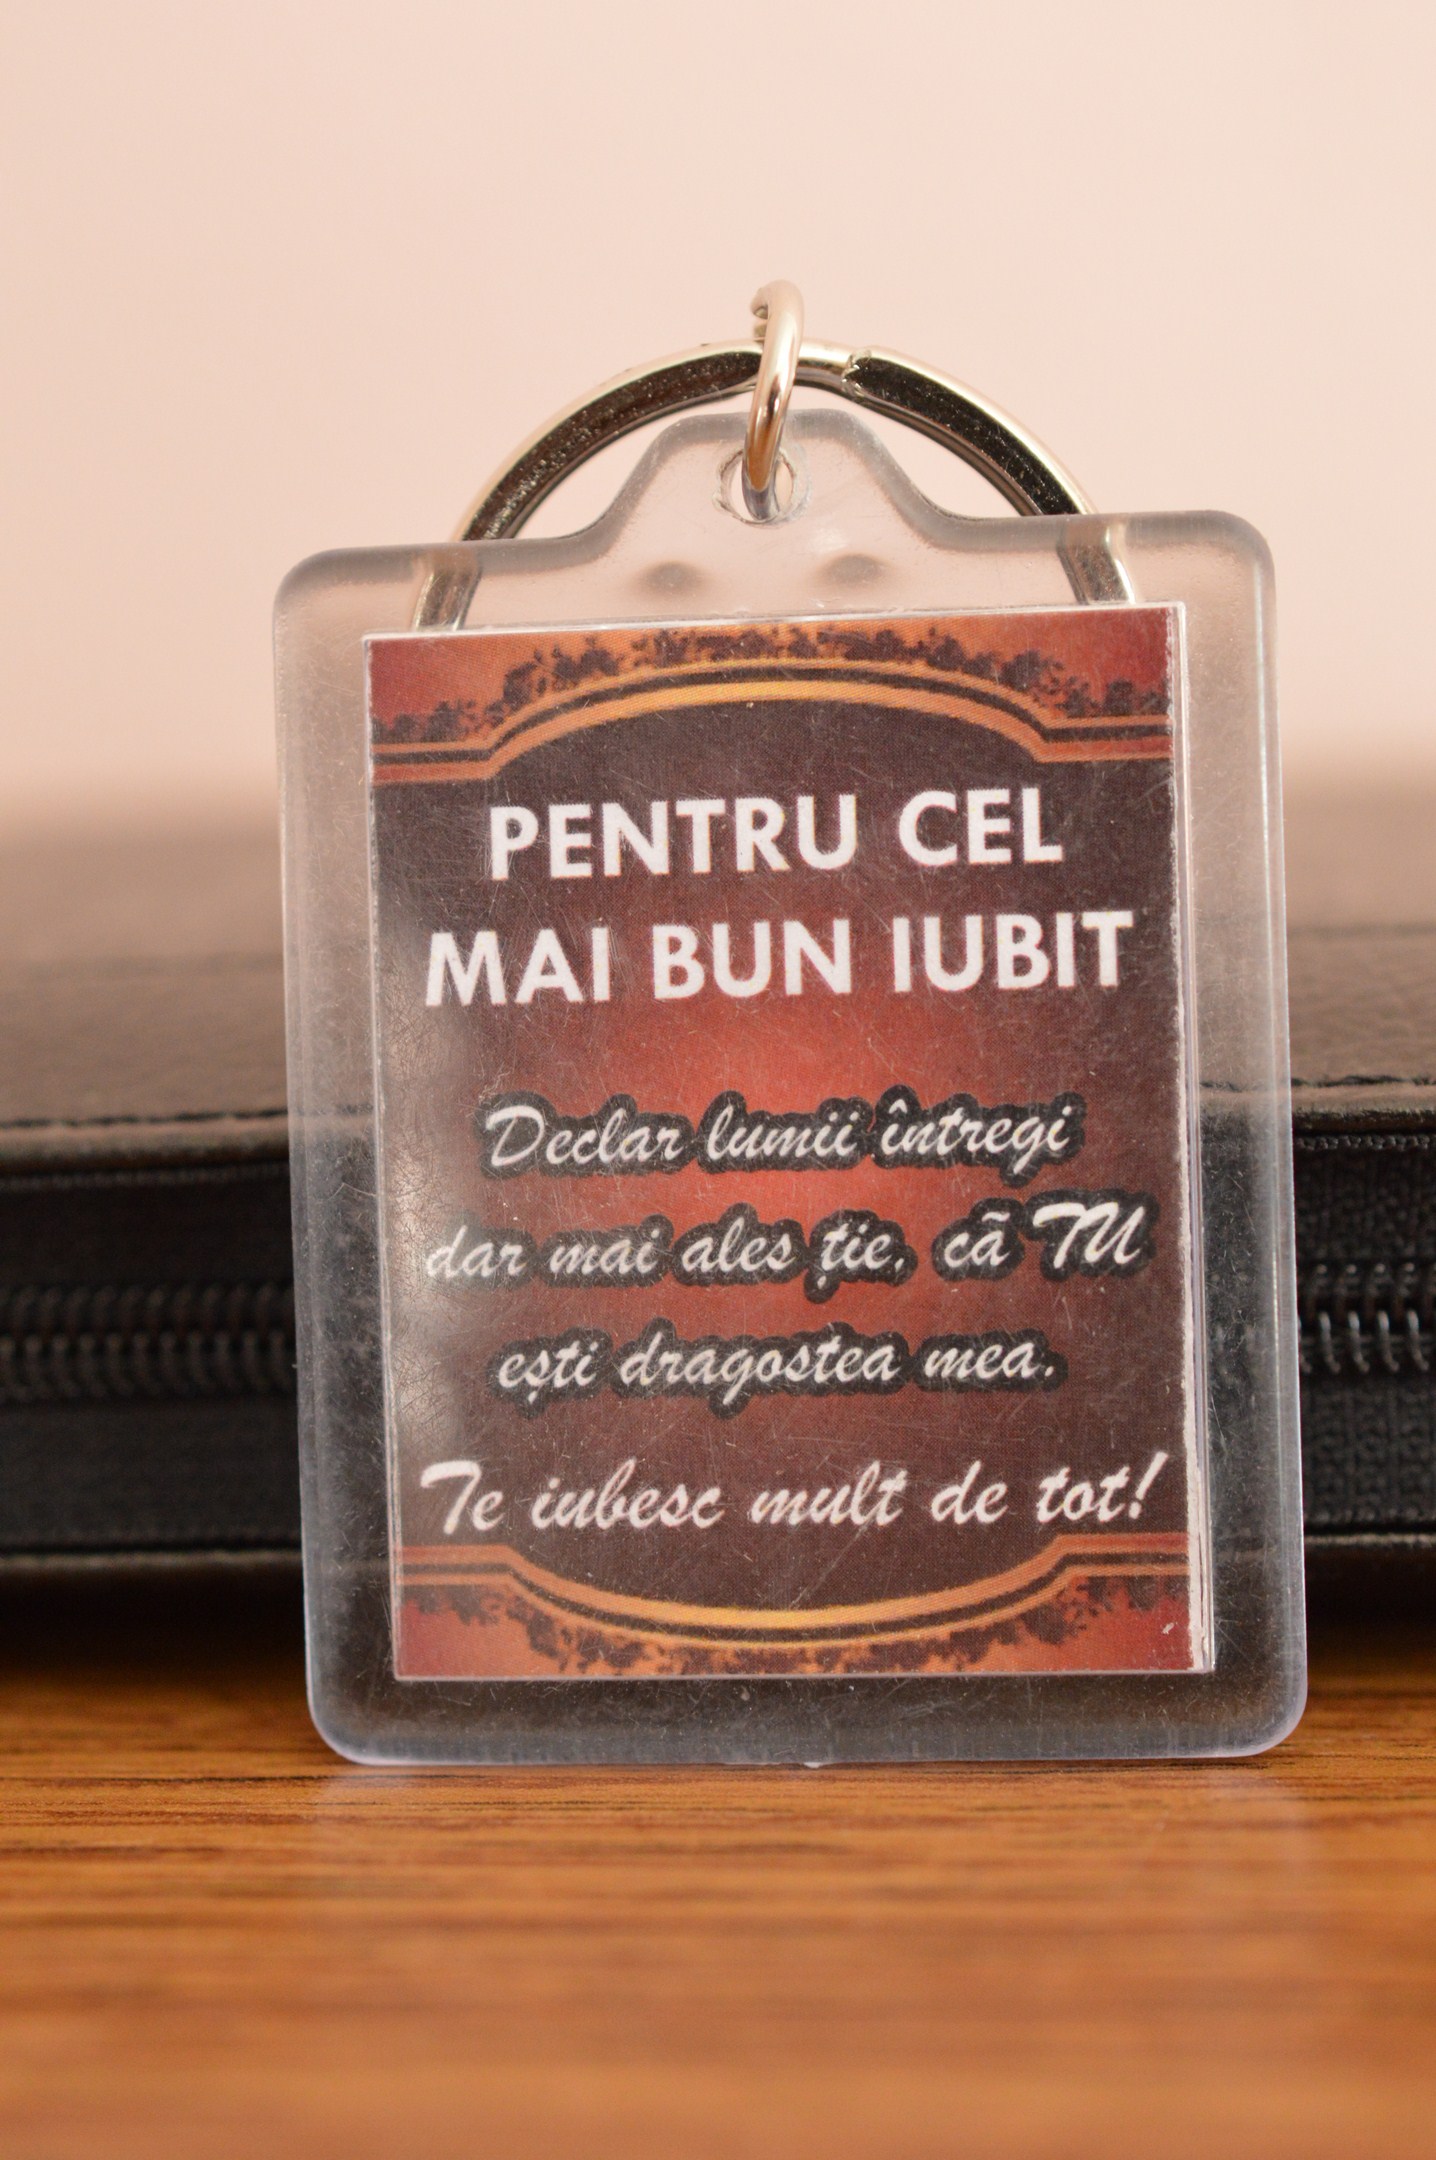 PENTRU CEL
MAI BUN IUBIT
Declar lumii întregi
dar mai ales ție, cã TU
ești dragostea mea.
Te iubesc mult de tot!